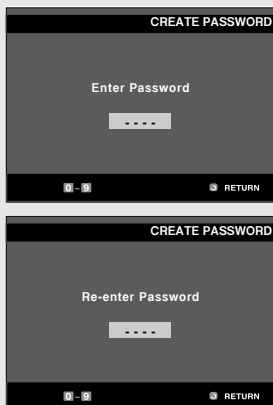 CREATE PASSWORD
Enter Password
- - - -
0 ~ 9 RETURN
CREATE PASSWORD
Re-enter Password
- - - -
0 ~ 9 RETURN